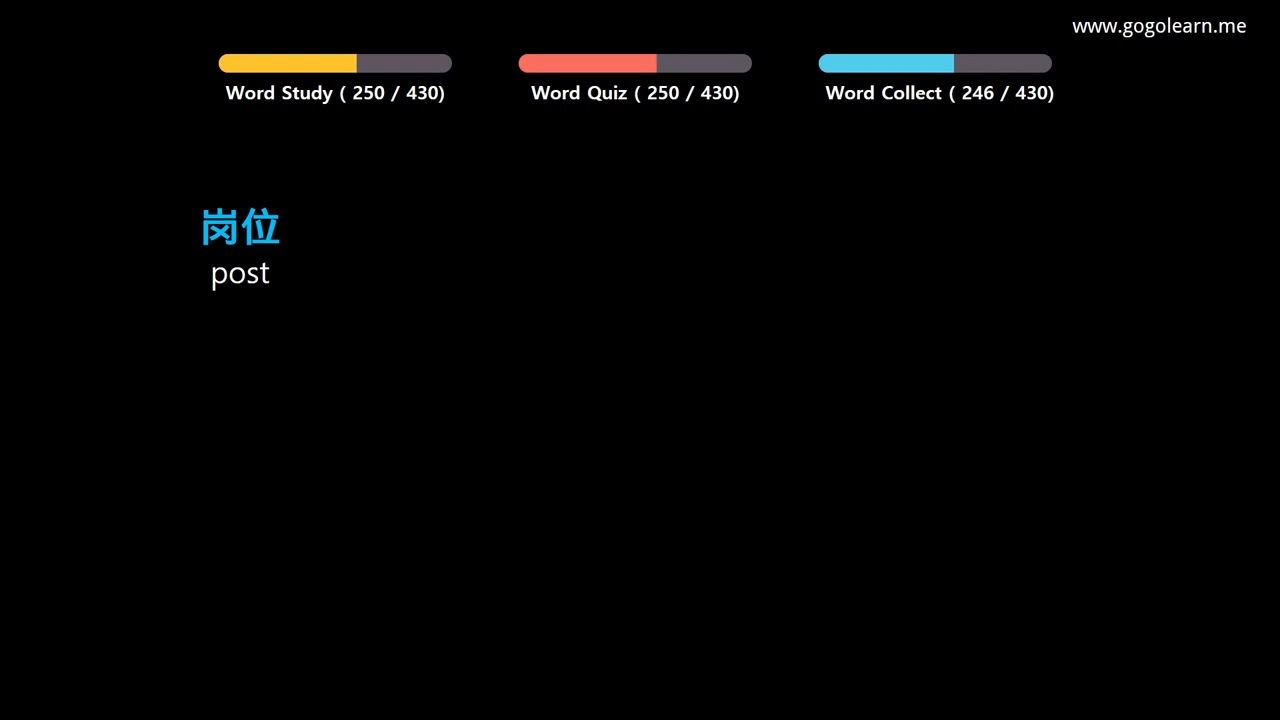 www.gogolearn.me
Word Study ( 250 / 430)
Word Quiz ( 250 / 430)
Word Collect ( 246 / 430)
岗位
post